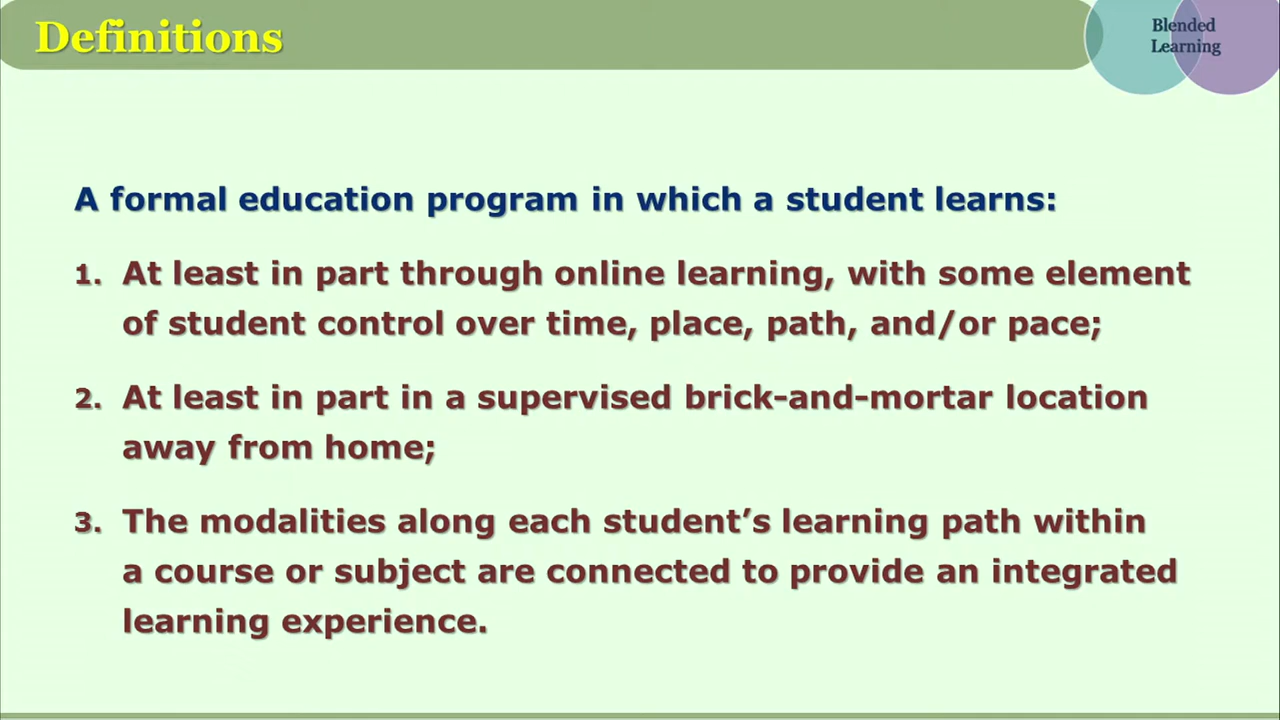 Definitions
Blended
Learning
A formal education program in which a student learns:
1. At least in part through online learning, with some element
of student control over time, place, path, and/or pace;
2. At least in part in a supervised brick-and-mortar location
away from home;
3. The modalities along each student’s learning path within
a course or subject are connected to provide an integrated
learning experience.